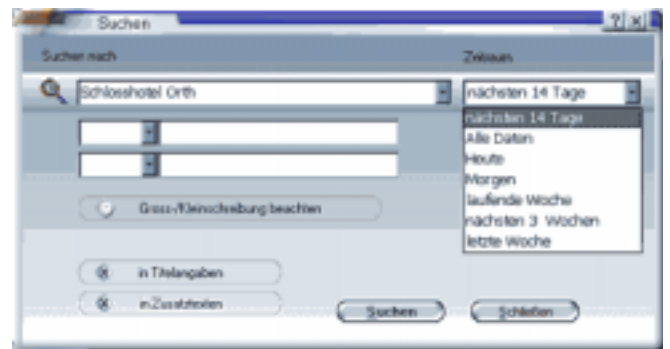 Suchen
Suchen nach
Zeitraum
Schlosshotel Orth
nächsten 14 Tage
nächsten 14 Tage
Alle Daten
Heute
Morgen
laufende Woche
nächsten 3 Wochen
letzte Woche
Gross-/Kleinschreibung beachten
in Titelangaben
in Zusatztexten
Suchen
Schließen